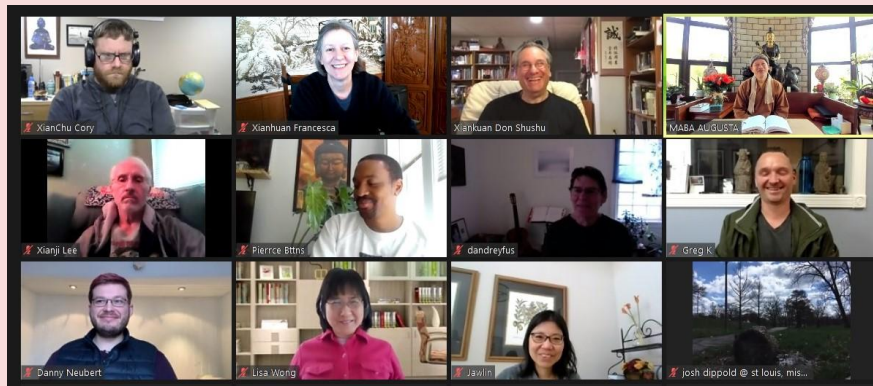 XianChu Cory
Xianhuan Francesca
誠
Xiankuan Don Shushu
MABA AUGUSTA
Xianji Lee
Pierrce Bttns
dandreyfus
Greg K
Danny Neubert
Lisa Wong
Jawlin
josh dippold @ st louis, mis...